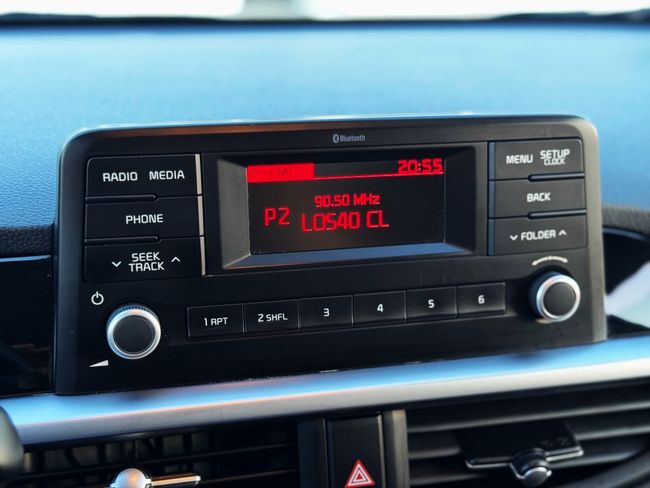 Bluetooth
RADIO MEDIA
PHONE
SEEK
TRACK
20:55
90.50 MHz
P2
LOS40 CL
MENU SETUP
CLOCK
BACK
FOLDER
1 RPT
2 SHFL
3
4
5
6